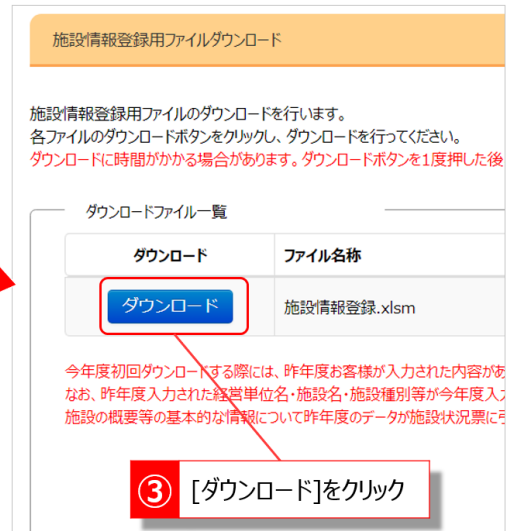 施設情報登録用ファイルダウンロード
施設情報登録用ファイルのダウンロードを行います。
各ファイルのダウンロードボタンをクリックし、ダウンロードを行ってください。
ダウンロードに時間がかかる場合があります。ダウンロードボタンを1度押した後
ダウンロードファイル一覧
ダウンロード ファイル名称
ダウンロード 施設情報登録.xlsm
今年度初回ダウンロードする際には、昨年度お客様が入力された内容があ
なお、昨年度入力された経営単位名・施設名・施設種別等が今年度入
施設の概要等の基本的な情報について昨年度のデータが施設状況票に
③ [ダウンロード]をクリック